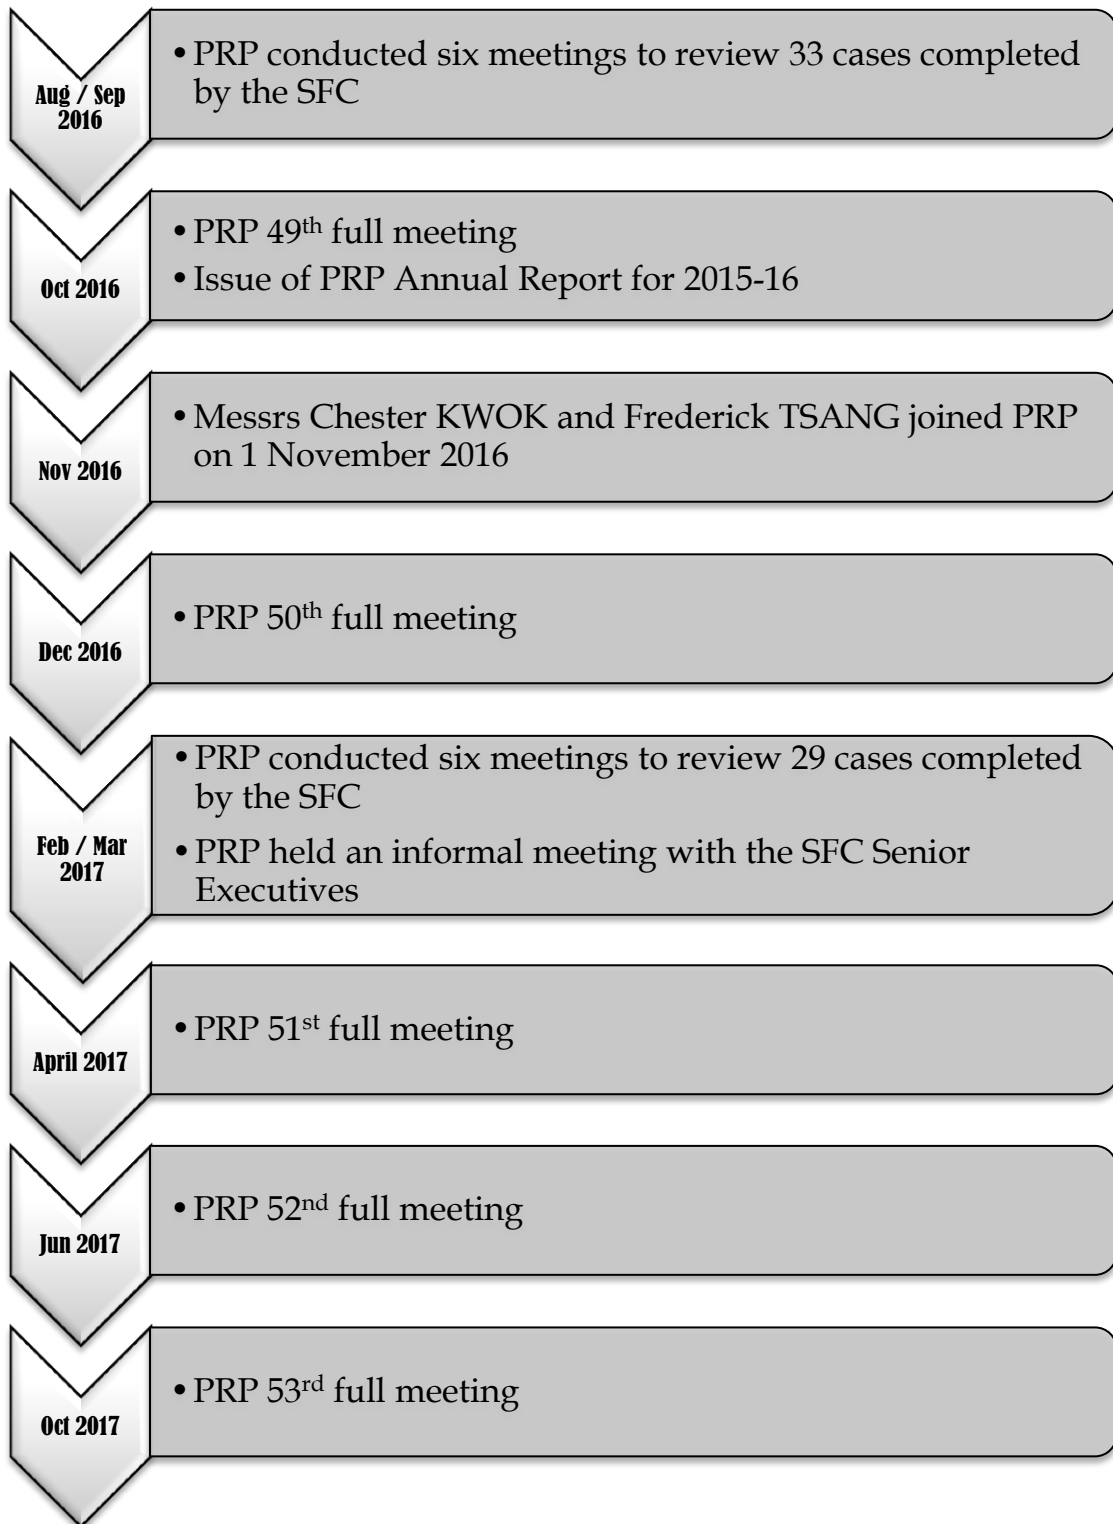 Aug / Sep
2016
• PRP conducted six meetings to review 33 cases completed
by the SFC
Oct 2016
• PRP 49th full meeting
• Issue of PRP Annual Report for 2015-16
Nov 2016
• Messrs Chester KWOK and Frederick TSANG joined PRP
on 1 November 2016
Dec 2016
• PRP 50th full meeting
Feb / Mar
2017
• PRP conducted six meetings to review 29 cases completed
by the SFC
• PRP held an informal meeting with the SFC Senior
Executives
April 2017
• PRP 51st full meeting
Jun 2017
• PRP 52nd full meeting
Oct 2017
• PRP 53rd full meeting